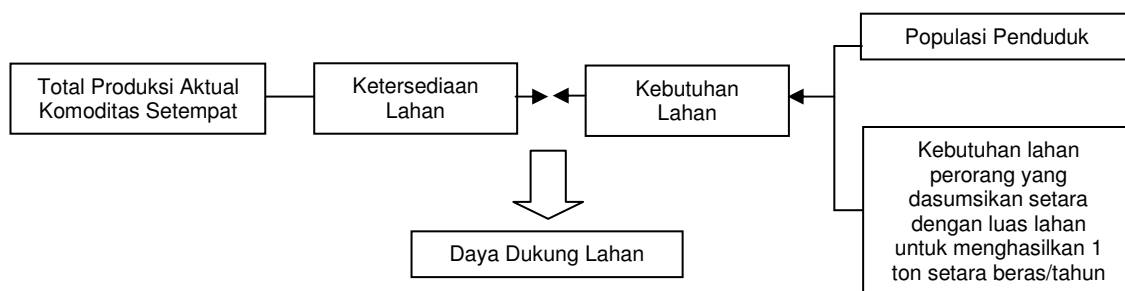 Total Produksi Aktual
Komoditas Setempat
Ketersediaan
Lahan
Kebutuhan
Lahan
Populasi Penduduk
Kebutuhan lahan
perorang yang
dasumsikan setara
dengan luas lahan
untuk menghasilkan 1
ton setara beras/tahun
Daya Dukung Lahan